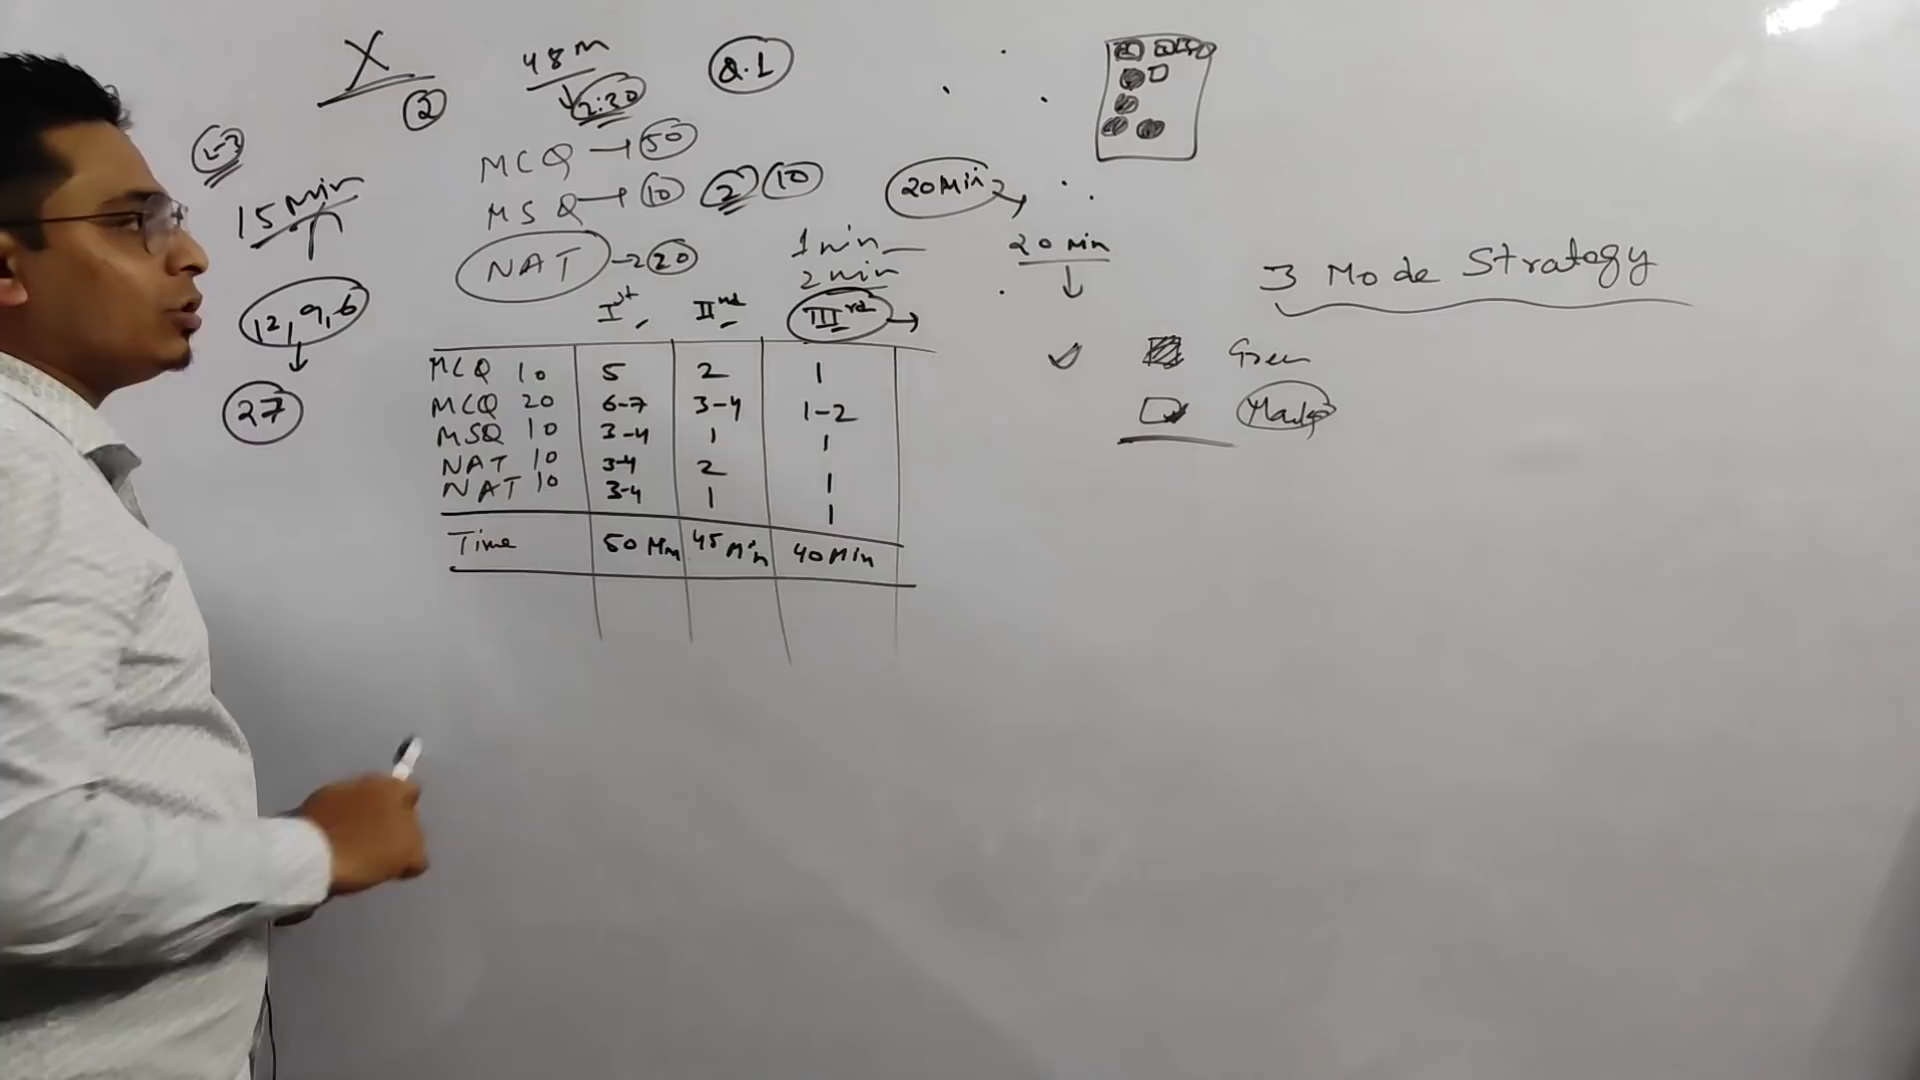 X
2
48 m
2:30
Q.1
MCQ → 50
MSQ → 10 2 10
NAT → 20
15 min
12, 9, 6
27
20 Min
1 min
2 min
20 Min
3 Mode Stratagy
Ist IInd IIIrd →
MCQ 10 5 2 1
MCQ 20 6-7 3-4 1-2
MSQ 10 3-4 1 1
NAT 10 3-4 2 1
NAT 10 3-4 1 1
Time 50 Min 45 Min 40 Min
Green